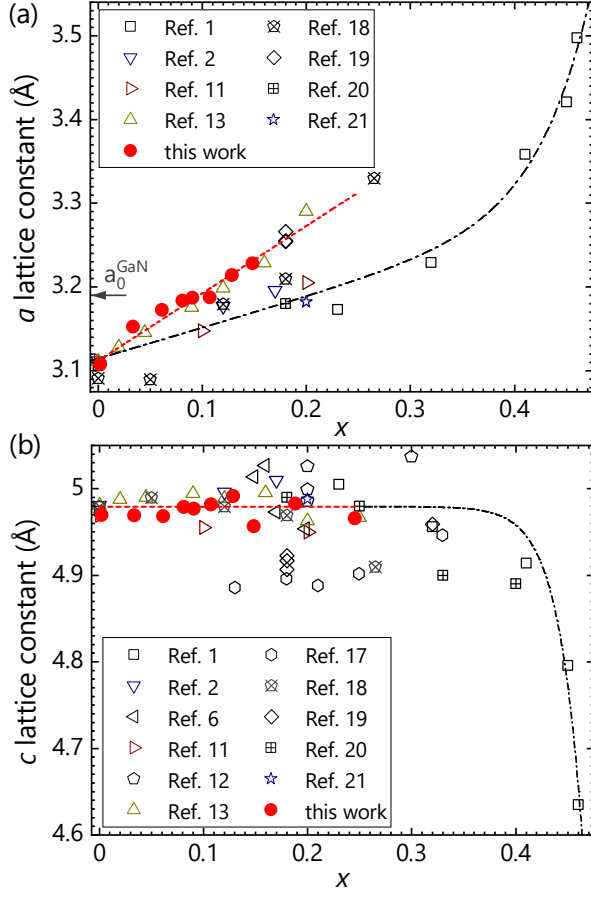 (a)
3.5
3.4
3.3
3.2
3.1
a lattice constant (Å)
Ref. 1
Ref. 2
Ref. 11
Ref. 13
this work
Ref. 18
Ref. 19
Ref. 20
Ref. 21
a₀ᴳᵃᴺ
0 0.1 0.2 0.3 0.4
x
(b)
5
4.9
4.8
4.7
4.6
c lattice constant (Å)
Ref. 1
Ref. 2
Ref. 6
Ref. 11
Ref. 12
Ref. 13
Ref. 17
Ref. 18
Ref. 19
Ref. 20
Ref. 21
this work
0 0.1 0.2 0.3 0.4
x